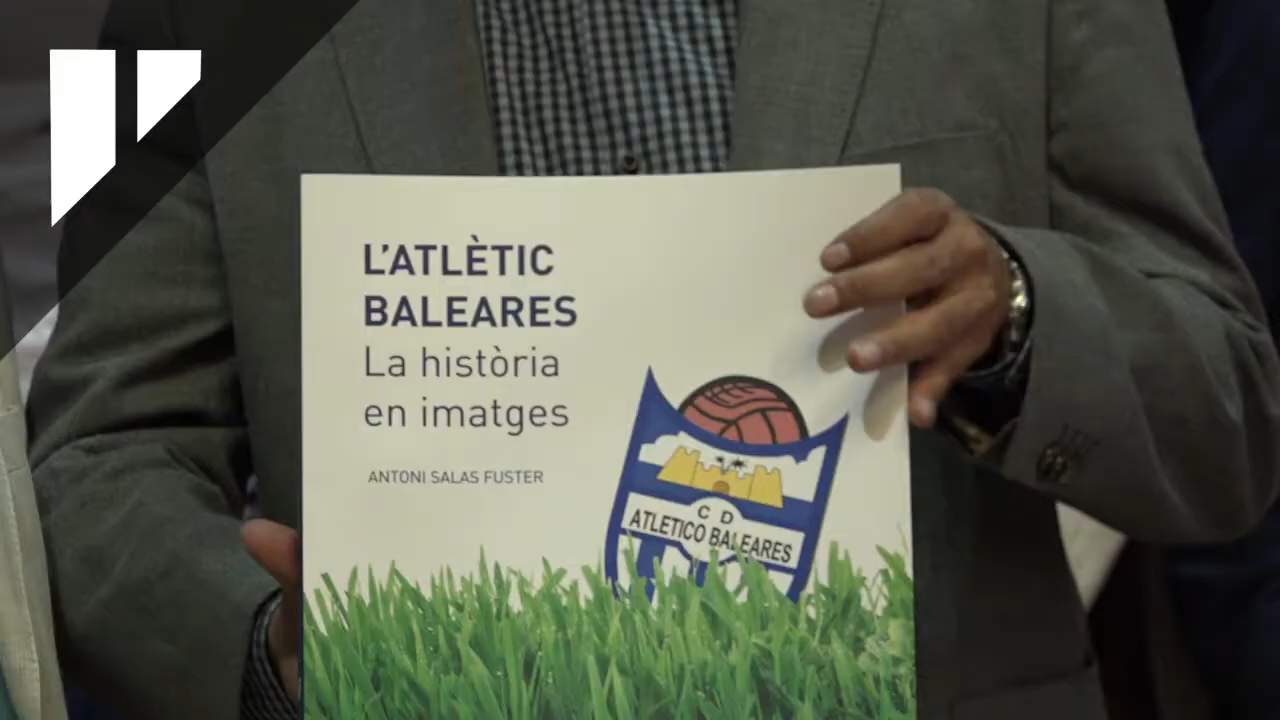 L'ATLÈTIC
BALEARES
La història
en imatges
ANTONI SALAS FUSTER
C D
ATLETICO BALEARES